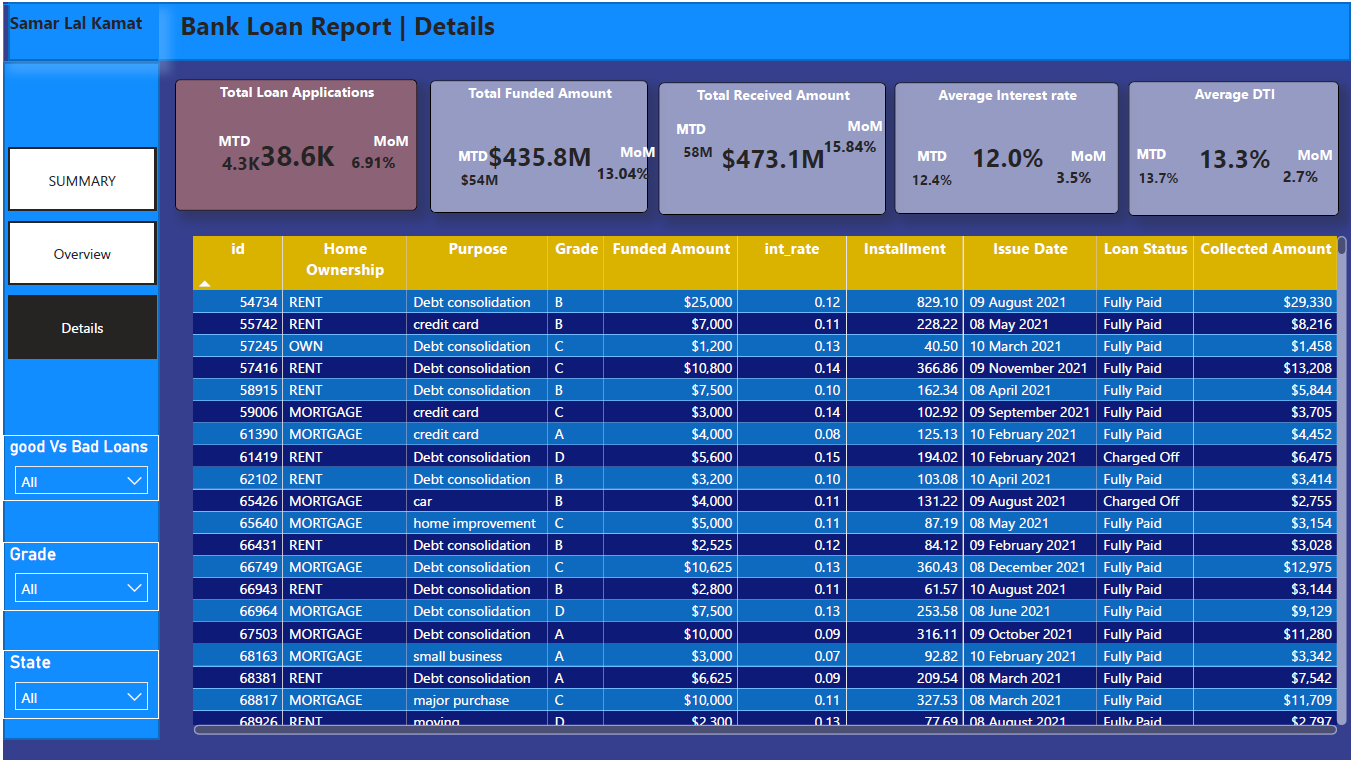 Samar Lal Kamat
Bank Loan Report | Details
SUMMARY
Overview
Details
good Vs Bad Loans
All
Grade
All
State
All
Total Loan Applications
MTD
4.3K
38.6K
MoM
6.91%
Total Funded Amount
MTD
$54M
$435.8M
MoM
13.04%
Total Received Amount
MTD
58M
$473.1M
MoM
15.84%
Average Interest rate
MTD
12.4%
12.0%
MoM
3.5%
Average DTI
MTD
13.7%
13.3%
MoM
2.7%
id Home Ownership Purpose Grade Funded Amount int_rate Installment Issue Date Loan Status Collected Amount
54734 RENT Debt consolidation B $25,000 0.12 829.10 09 August 2021 Fully Paid $29,330
55742 RENT credit card B $7,000 0.11 228.22 08 May 2021 Fully Paid $8,216
57245 OWN Debt consolidation C $1,200 0.13 40.50 10 March 2021 Fully Paid $1,458
57416 RENT Debt consolidation C $10,800 0.14 366.86 09 November 2021 Fully Paid $13,208
58915 RENT Debt consolidation B $7,500 0.10 162.34 08 April 2021 Fully Paid $5,844
59006 MORTGAGE credit card C $3,000 0.14 102.92 09 September 2021 Fully Paid $3,705
61390 MORTGAGE credit card A $4,000 0.08 125.13 10 February 2021 Fully Paid $4,452
61419 RENT Debt consolidation D $5,600 0.15 194.02 10 February 2021 Charged Off $6,475
62102 RENT Debt consolidation B $3,200 0.10 103.08 10 April 2021 Fully Paid $3,414
65426 MORTGAGE car B $4,000 0.11 131.22 09 August 2021 Charged Off $2,755
65640 MORTGAGE home improvement C $5,000 0.11 87.19 08 May 2021 Fully Paid $3,154
66431 RENT Debt consolidation B $2,525 0.12 84.12 09 February 2021 Fully Paid $3,028
66749 MORTGAGE Debt consolidation C $10,625 0.13 360.43 08 December 2021 Fully Paid $12,975
66943 RENT Debt consolidation B $2,800 0.11 61.57 10 August 2021 Fully Paid $3,144
66964 MORTGAGE Debt consolidation D $7,500 0.13 253.58 08 June 2021 Fully Paid $9,129
67503 MORTGAGE Debt consolidation A $10,000 0.09 316.11 09 October 2021 Fully Paid $11,280
68163 MORTGAGE small business A $3,000 0.07 92.82 10 February 2021 Fully Paid $3,342
68381 RENT Debt consolidation A $6,625 0.09 209.54 08 March 2021 Fully Paid $7,542
68817 MORTGAGE major purchase C $10,000 0.11 327.53 08 March 2021 Fully Paid $11,709
68926 RENT moving D $2,300 0.13 77.69 08 August 2021 Fully Paid $2,797